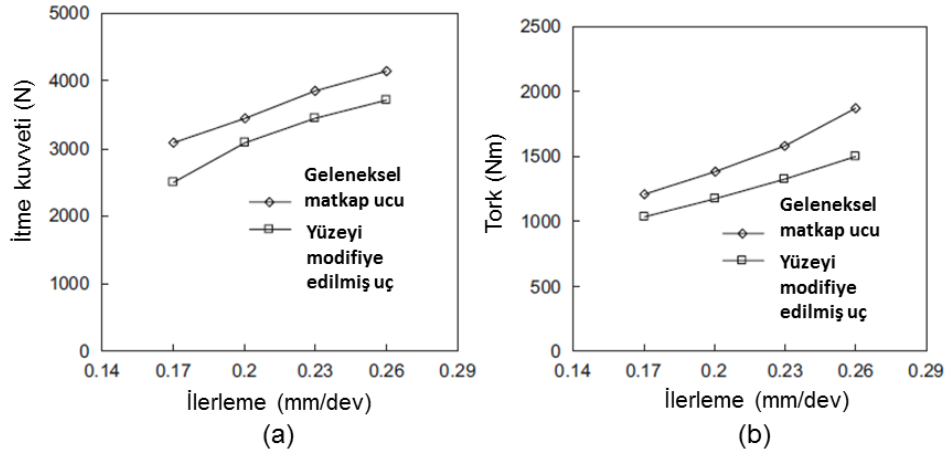 5000
4000
3000
2000
1000
0
İtme kuvveti (N)
Geleneksel
matkap ucu
Yüzeyi
modifiye
edilmiş uç
0.14 0.17 0.2 0.23 0.26 0.29
İlerleme (mm/dev)
(a)
2500
2000
1500
1000
500
0
Tork (Nm)
Geleneksel
matkap ucu
Yüzeyi
modifiye
edilmiş uç
0.14 0.17 0.2 0.23 0.26 0.29
İlerleme (mm/dev)
(b)